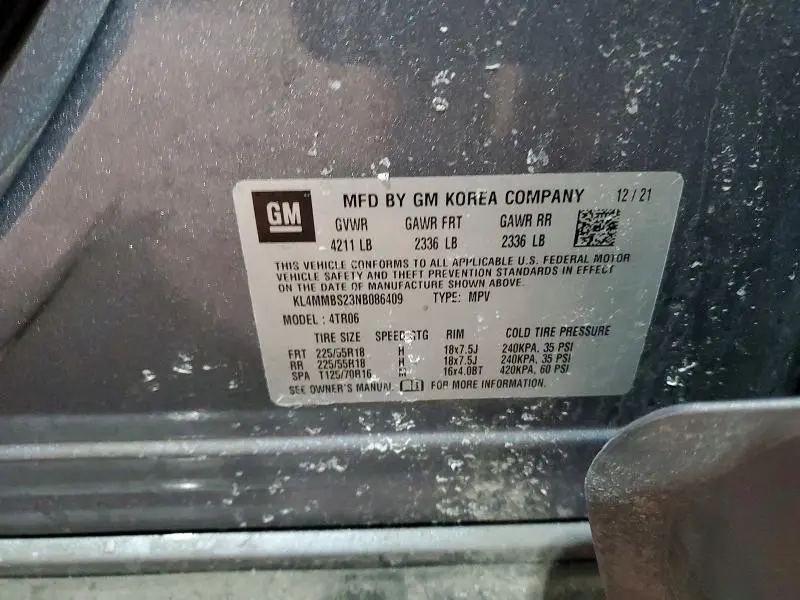 GM MFD BY GM KOREA COMPANY 12/21
GVWR GAWR FRT GAWR RR
4211 LB 2336 LB 2336 LB
THIS VEHICLE CONFORMS TO ALL APPLICABLE U.S. FEDERAL MOTOR
VEHICLE SAFETY AND THEFT PREVENTION STANDARDS IN EFFECT
ON THE DATE OF MANUFACTURE SHOWN ABOVE.
KL4MMBS23NB086409 TYPE: MPV
MODEL: 4TR06
TIRE SIZE SPEED RTG RIM COLD TIRE PRESSURE
FRT 225/55R18 H 18x7.5J 240KPA, 35 PSI
RR 225/55R18 H 18x7.5J 240KPA, 35 PSI
SPA T125/70R16 16x4.0BT 420KPA, 60 PSI
SEE OWNER'S MANUAL FOR MORE INFORMATION.